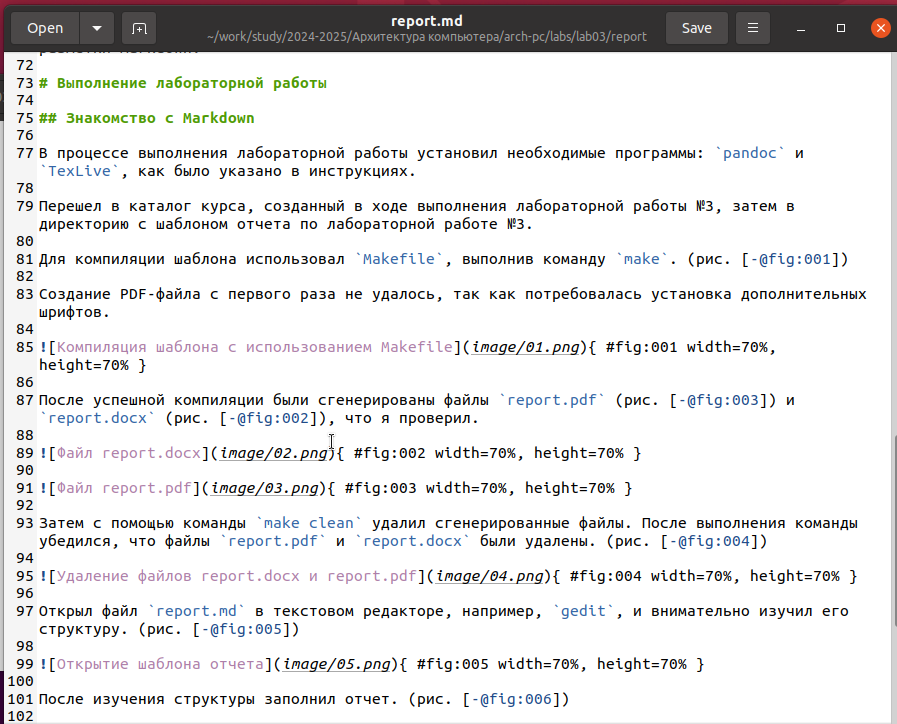 Open
report.md
~/work/study/2024-2025/Архитектура компьютера/arch-pc/labs/lab03/report
Save
72
73 # Выполнение лабораторной работы
74
75 ## Знакомство с Markdown
76
77 В процессе выполнения лабораторной работы установил необходимые программы: `pandoc` и
`TexLive`, как было указано в инструкциях.
78
79 Перешел в каталог курса, созданный в ходе выполнения лабораторной работы №3, затем в
директорию с шаблоном отчета по лабораторной работе №3.
80
81 Для компиляции шаблона использовал `Makefile`, выполнив команду `make`. (рис. [-@fig:001])
82
83 Создание PDF-файла с первого раза не удалось, так как потребовалась установка дополнительных
шрифтов.
84
85 ![Компиляция шаблона с использованием Makefile](image/01.png){ #fig:001 width=70%,
height=70% }
86
87 После успешной компиляции были сгенерированы файлы `report.pdf` (рис. [-@fig:003]) и
`report.docx` (рис. [-@fig:002]), что я проверил.
88
89 ![Файл report.docx](image/02.png){ #fig:002 width=70%, height=70% }
90
91 ![Файл report.pdf](image/03.png){ #fig:003 width=70%, height=70% }
92
93 Затем с помощью команды `make clean` удалил сгенерированные файлы. После выполнения команды
убедился, что файлы `report.pdf` и `report.docx` были удалены. (рис. [-@fig:004])
94
95 ![Удаление файлов report.docx и report.pdf](image/04.png){ #fig:004 width=70%, height=70% }
96
97 Открыл файл `report.md` в текстовом редакторе, например, `gedit`, и внимательно изучил его
структуру. (рис. [-@fig:005])
98
99 ![Открытие шаблона отчета](image/05.png){ #fig:005 width=70%, height=70% }
100
101 После изучения структуры заполнил отчет. (рис. [-@fig:006])
102